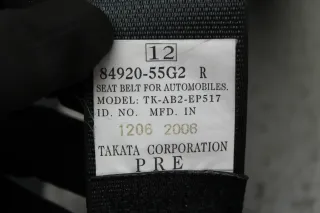 12
84920-55G2 R
SEAT BELT FOR AUTOMOBILES.
MODEL: TK-AB2-EP517
ID. NO. MFD. IN
1206 2006
TAKATA CORPORATION
PRE